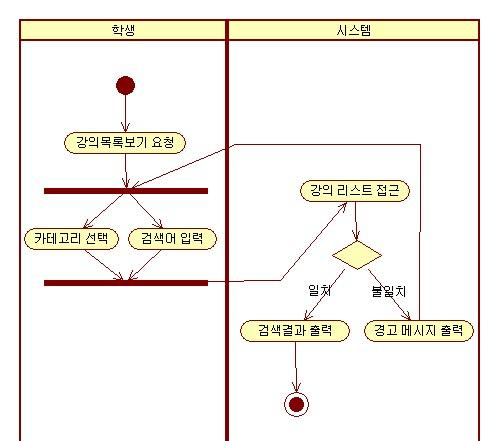 학생
시스템
강의목록보기 요청
강의 리스트 접근
카테고리 선택
검색어 입력
일치
불일치
검색결과 출력
경고 메시지 출력